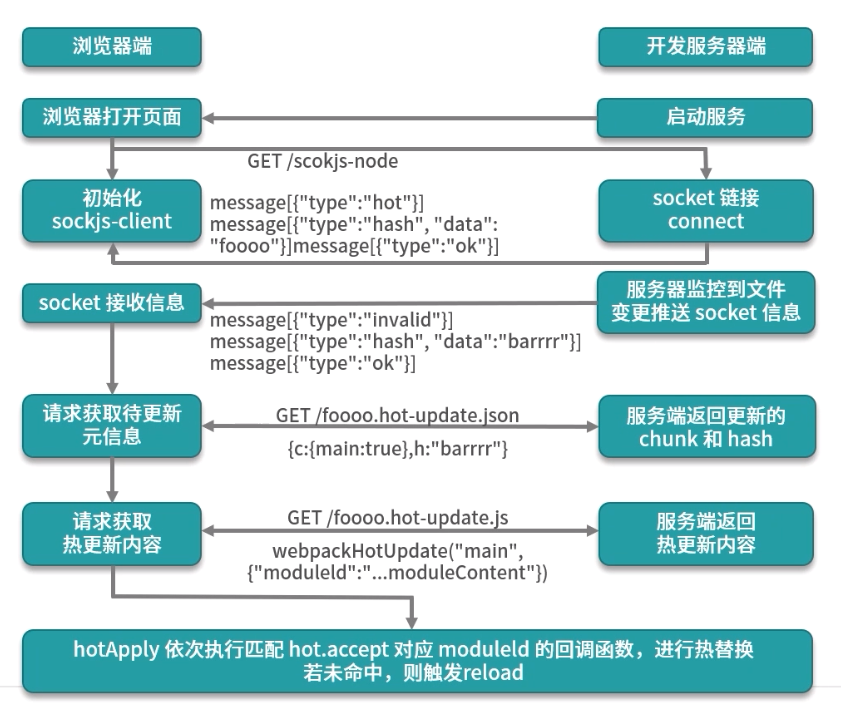 浏览器端
开发服务器端
浏览器打开页面
启动服务
GET /scokjs-node
初始化
sockjs-client
message[{"type":"hot"}]
message[{"type":"hash", "data":
"foooo"}]message[{"type":"ok"}]
socket 链接
connect
socket 接收信息
服务器监控到文件
变更推送 socket 信息
message[{"type":"invalid"}]
message[{"type":"hash", "data":"barrrr"}]
message[{"type":"ok"}]
请求获取待更新
元信息
GET /foooo.hot-update.json
{c:{main:true},h:"barrrr"}
服务端返回更新的
chunk 和 hash
请求获取
热更新内容
GET /foooo.hot-update.js
webpackHotUpdate("main",
{"moduleId":"...moduleContent"})
服务端返回
热更新内容
hotApply 依次执行匹配 hot.accept 对应 moduleId 的回调函数，进行热替换
若未命中，则触发reload